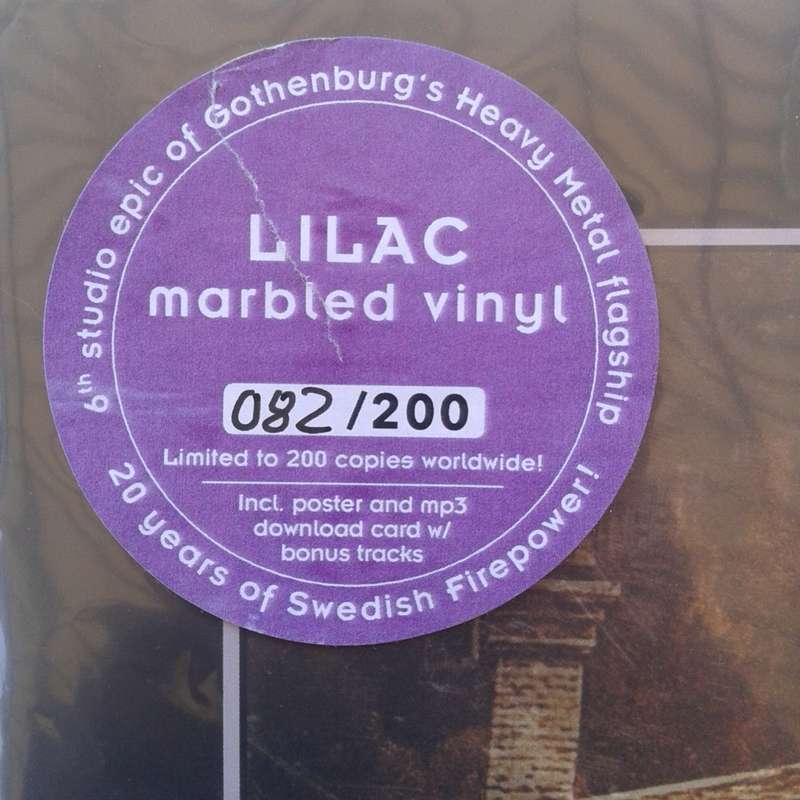 6th studio epic of Gothenburg's Heavy Metal flagship
LILAC
marbled vinyl
082/200
Limited to 200 copies worldwide!
Incl. poster and mp3
download card w/
bonus tracks
20 years of Swedish Firepower!